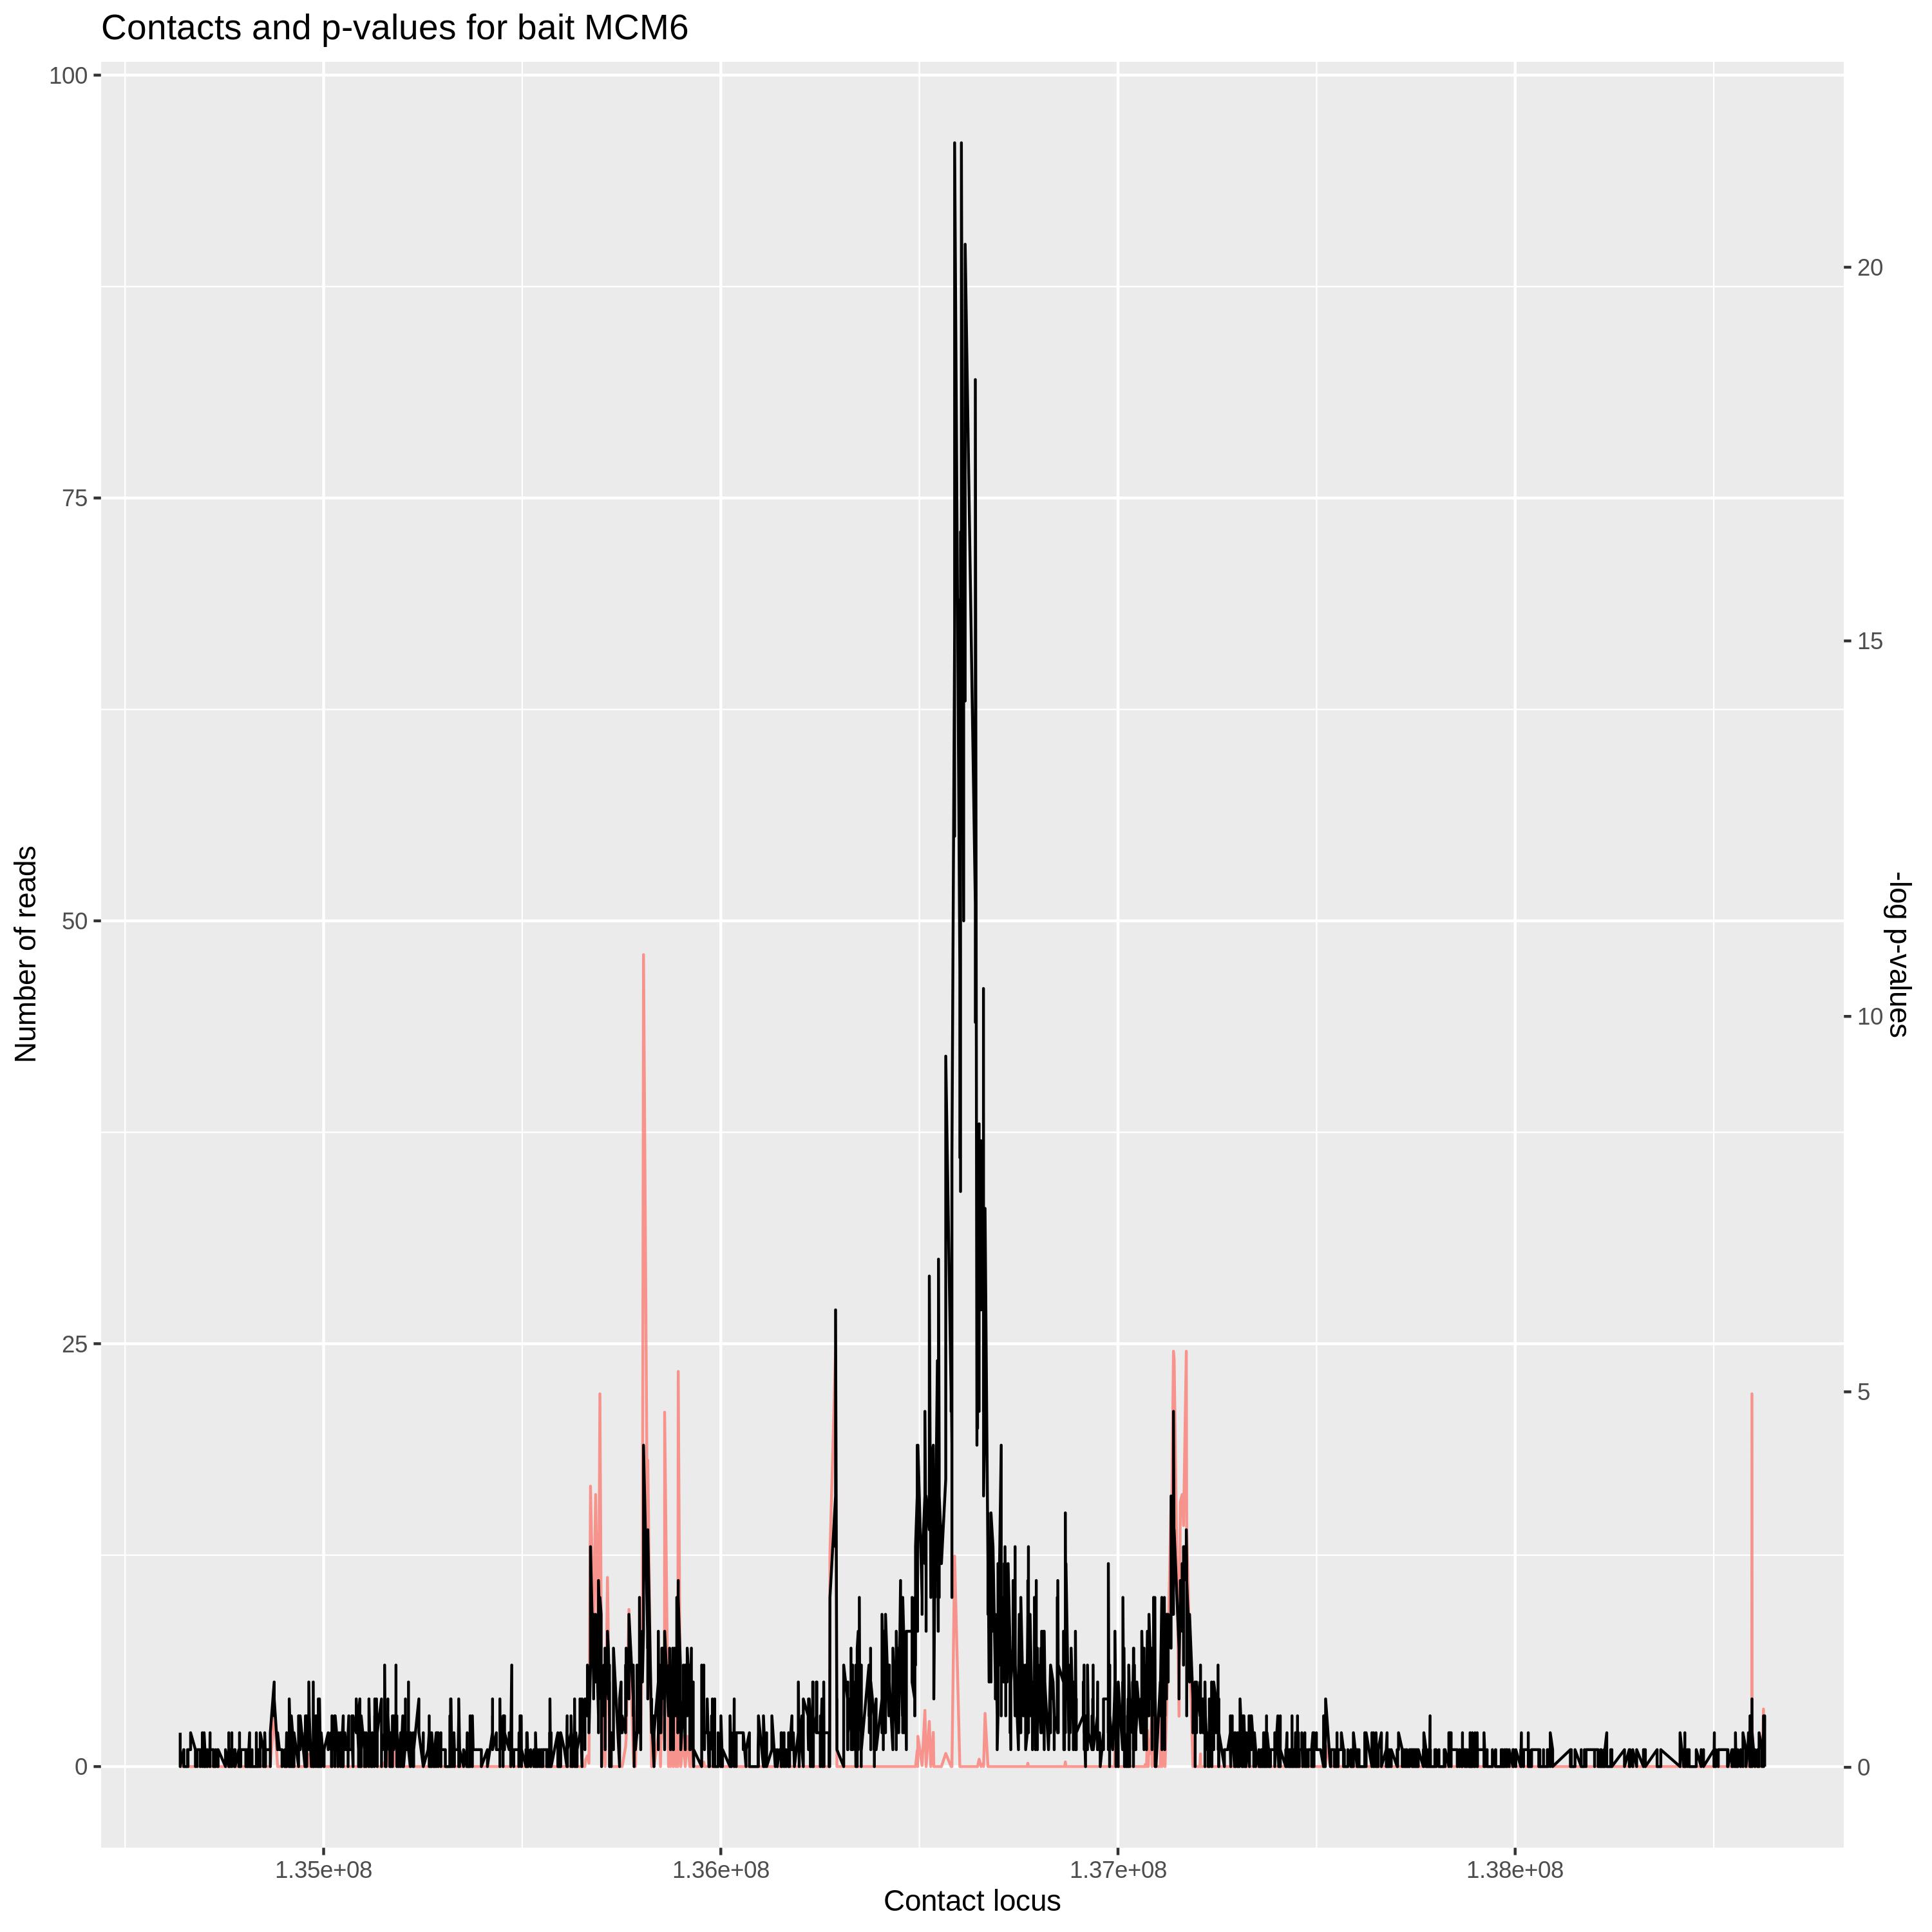 Contacts and p-values for bait MCM6
100
75
50
25
0
Number of reads
20
15
10
5
0
-log p-values
1.35e+08
1.36e+08
1.37e+08
1.38e+08
Contact locus